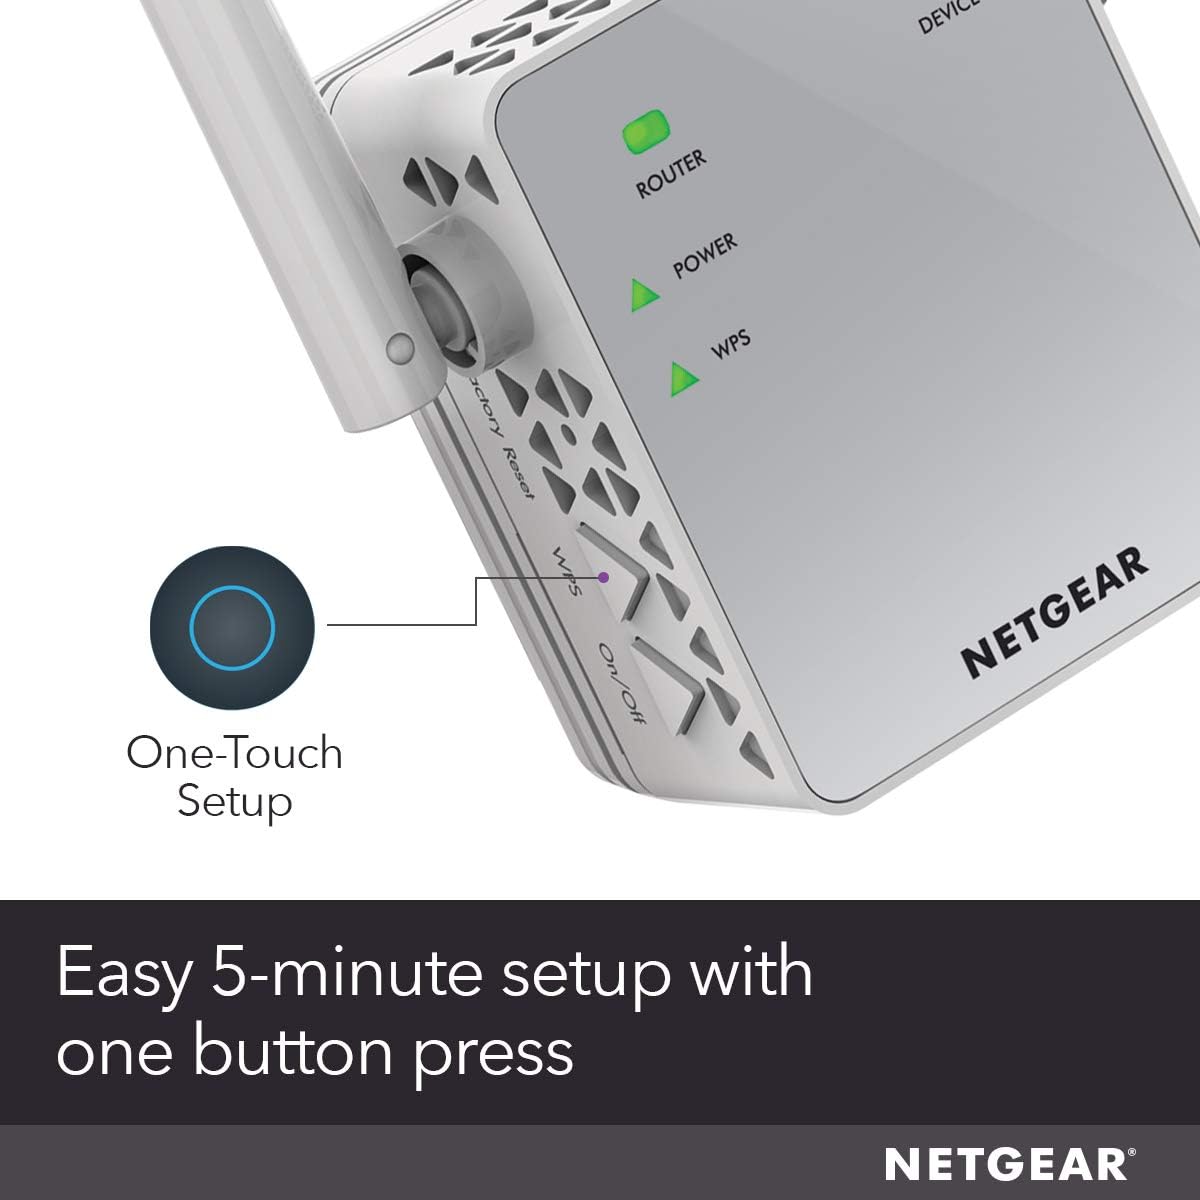 DEVICE
ROUTER
POWER
WPS
Factory Reset
WPS
On/Off
NETGEAR
One-Touch
Setup
Easy 5-minute setup with
one button press
NETGEAR®